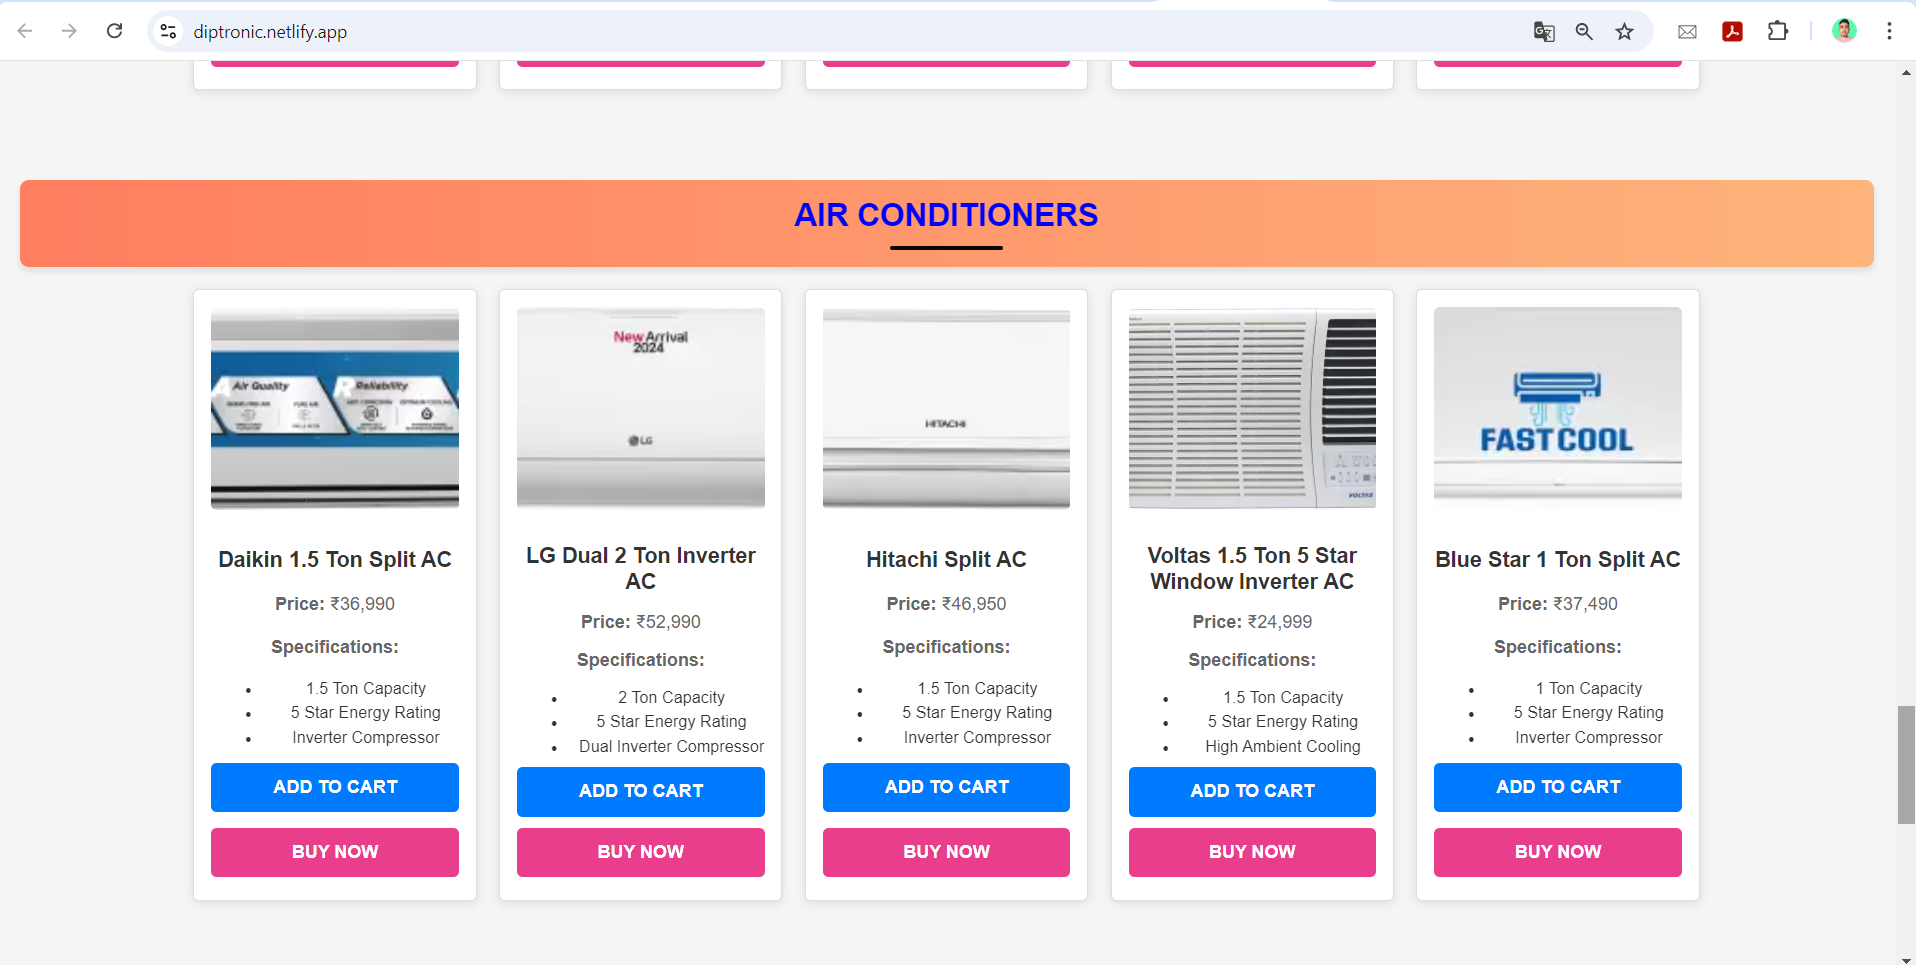 diptronic.netlify.app
AIR CONDITIONERS
Air Quality
Reliability
New Arrival
2024
LG
HITACHI
VOLTAS
FAST COOL
Daikin 1.5 Ton Split AC
Price: ₹36,990
Specifications:
• 1.5 Ton Capacity
• 5 Star Energy Rating
• Inverter Compressor
ADD TO CART
BUY NOW
LG Dual 2 Ton Inverter
AC
Price: ₹52,990
Specifications:
• 2 Ton Capacity
• 5 Star Energy Rating
• Dual Inverter Compressor
ADD TO CART
BUY NOW
Hitachi Split AC
Price: ₹46,950
Specifications:
• 1.5 Ton Capacity
• 5 Star Energy Rating
• Inverter Compressor
ADD TO CART
BUY NOW
Voltas 1.5 Ton 5 Star
Window Inverter AC
Price: ₹24,999
Specifications:
• 1.5 Ton Capacity
• 5 Star Energy Rating
• High Ambient Cooling
ADD TO CART
BUY NOW
Blue Star 1 Ton Split AC
Price: ₹37,490
Specifications:
• 1 Ton Capacity
• 5 Star Energy Rating
• Inverter Compressor
ADD TO CART
BUY NOW